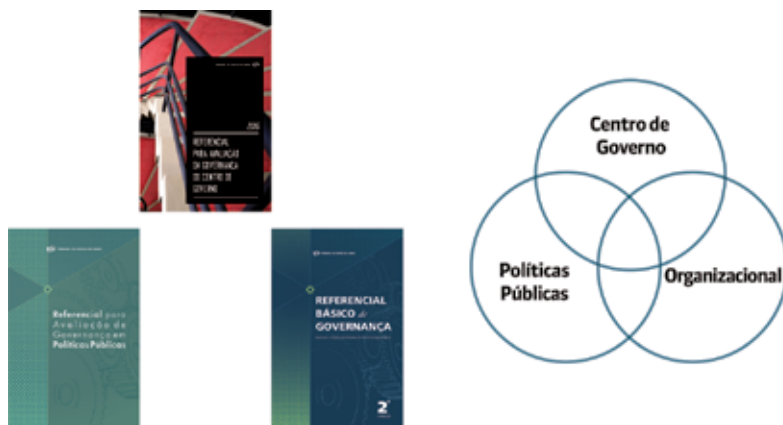 2016
REFERENCIAL
PARA AVALIAÇÃO
DA GOVERNANÇA
DO CENTRO DE
GOVERNO
Referencial para
Avaliação de
Governança em
Políticas Públicas
REFERENCIAL
BÁSICO de
GOVERNANÇA
2ª
Centro de
Governo
Políticas
Públicas
Organizacional